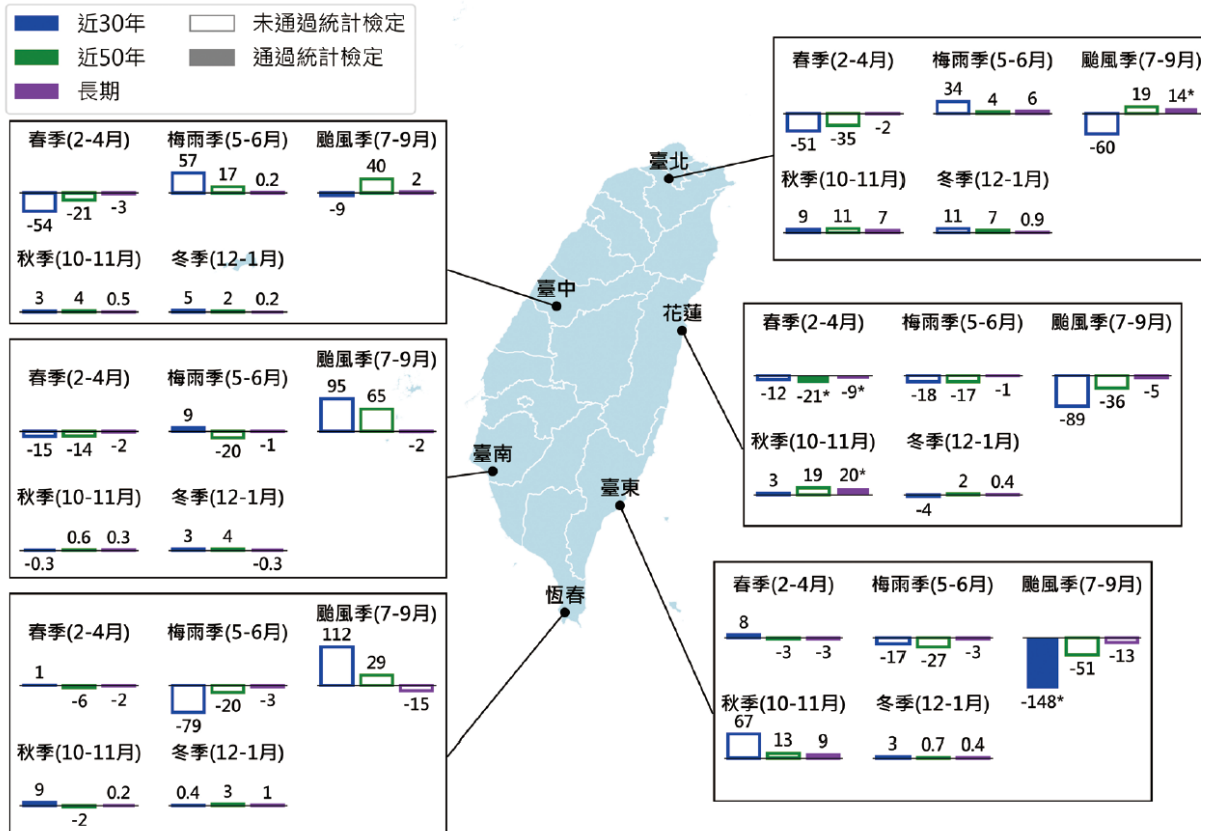 近30年
未通過統計檢定
近50年
通過統計檢定
長期
春季(2-4月) 梅雨季(5-6月) 颱風季(7-9月)
-54 -21 -3
57 17 0.2
-9 40 2
秋季(10-11月) 冬季(12-1月)
3 4 0.5
5 2 0.2
春季(2-4月) 梅雨季(5-6月) 颱風季(7-9月)
-15 -14 -2
9 -20 -1
95 65 -2
秋季(10-11月) 冬季(12-1月)
-0.3 0.6 0.3
3 4 -0.3
春季(2-4月) 梅雨季(5-6月) 颱風季(7-9月)
1 -6 -2
-79 -20 -3
112 29 -15
秋季(10-11月) 冬季(12-1月)
9 -2 0.2
0.4 3 1
臺北
臺中
花蓮
臺南
臺東
恆春
春季(2-4月) 梅雨季(5-6月) 颱風季(7-9月)
-51 -35 -2
34 4 6
-60 19 14*
秋季(10-11月) 冬季(12-1月)
9 11 7
11 7 0.9
春季(2-4月) 梅雨季(5-6月) 颱風季(7-9月)
-12 -21* -9*
-18 -17 -1
-89 -36 -5
秋季(10-11月) 冬季(12-1月)
3 19 20*
-4 2 0.4
春季(2-4月) 梅雨季(5-6月) 颱風季(7-9月)
8 -3 -3
-17 -27 -3
-148* -51 -13
秋季(10-11月) 冬季(12-1月)
67 13 9
3 0.7 0.4